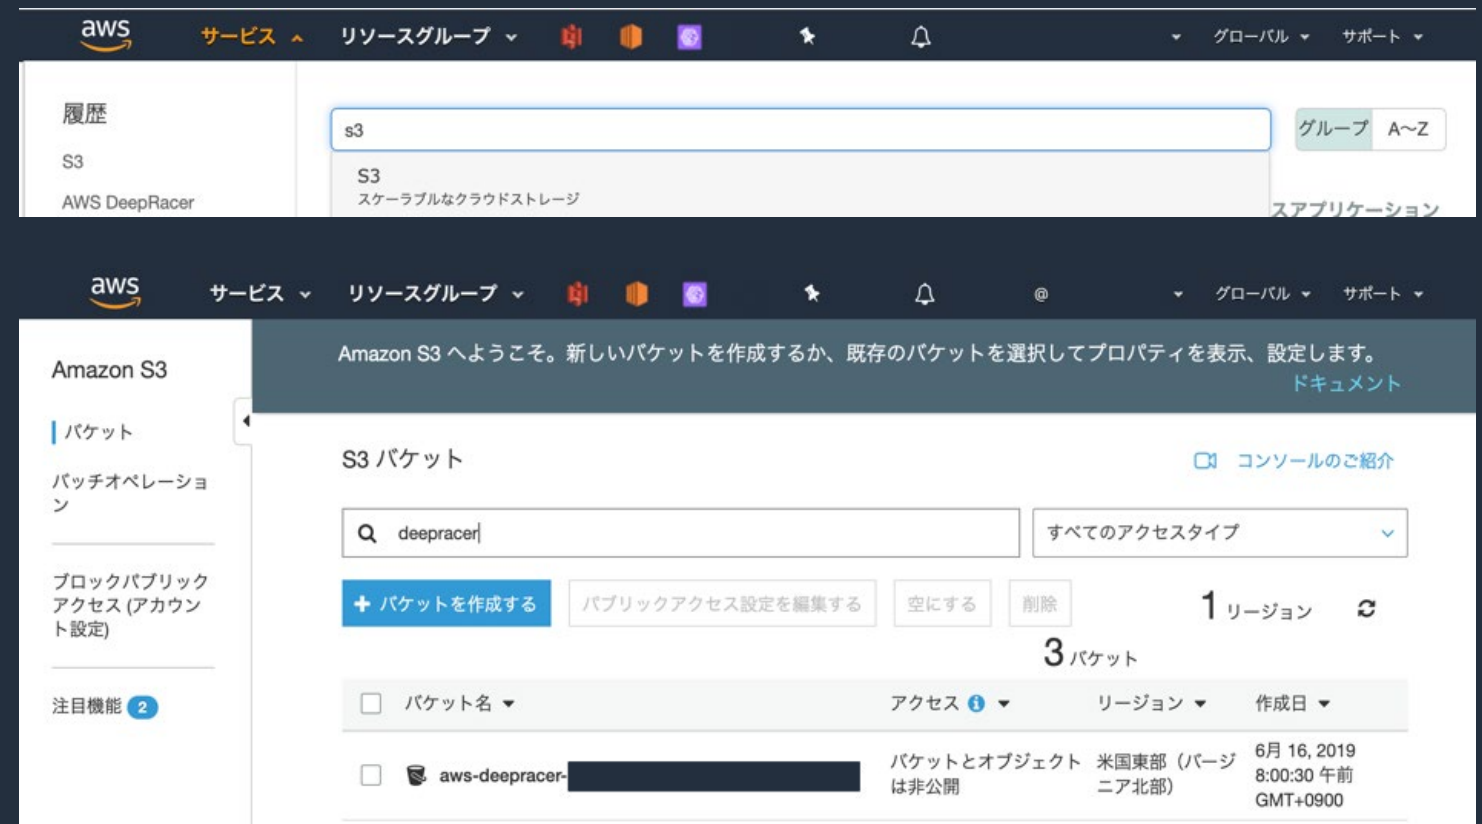 aws サービス リソースグループ グローバル サポート
履歴
s3
グループ A〜Z
S3
S3
スケーラブルなクラウドストレージ
AWS DeepRacer
スアプリケーション
aws サービス リソースグループ @ グローバル サポート
Amazon S3
Amazon S3 へようこそ。新しいバケットを作成するか、既存のバケットを選択してプロパティを表示、設定します。
ドキュメント
バケット
バッチオペレーショ
ン
ブロックパブリック
アクセス (アカウン
ト設定)
注目機能 2
S3 バケット
コンソールのご紹介
deepracer
すべてのアクセスタイプ
+ バケットを作成する パブリックアクセス設定を編集する 空にする 削除
1 リージョン
3 バケット
バケット名 アクセス リージョン 作成日
aws-deepracer-
バケットとオブジェクト
は非公開
米国東部（バージ
ニア北部）
6月 16, 2019
8:00:30 午前
GMT+0900